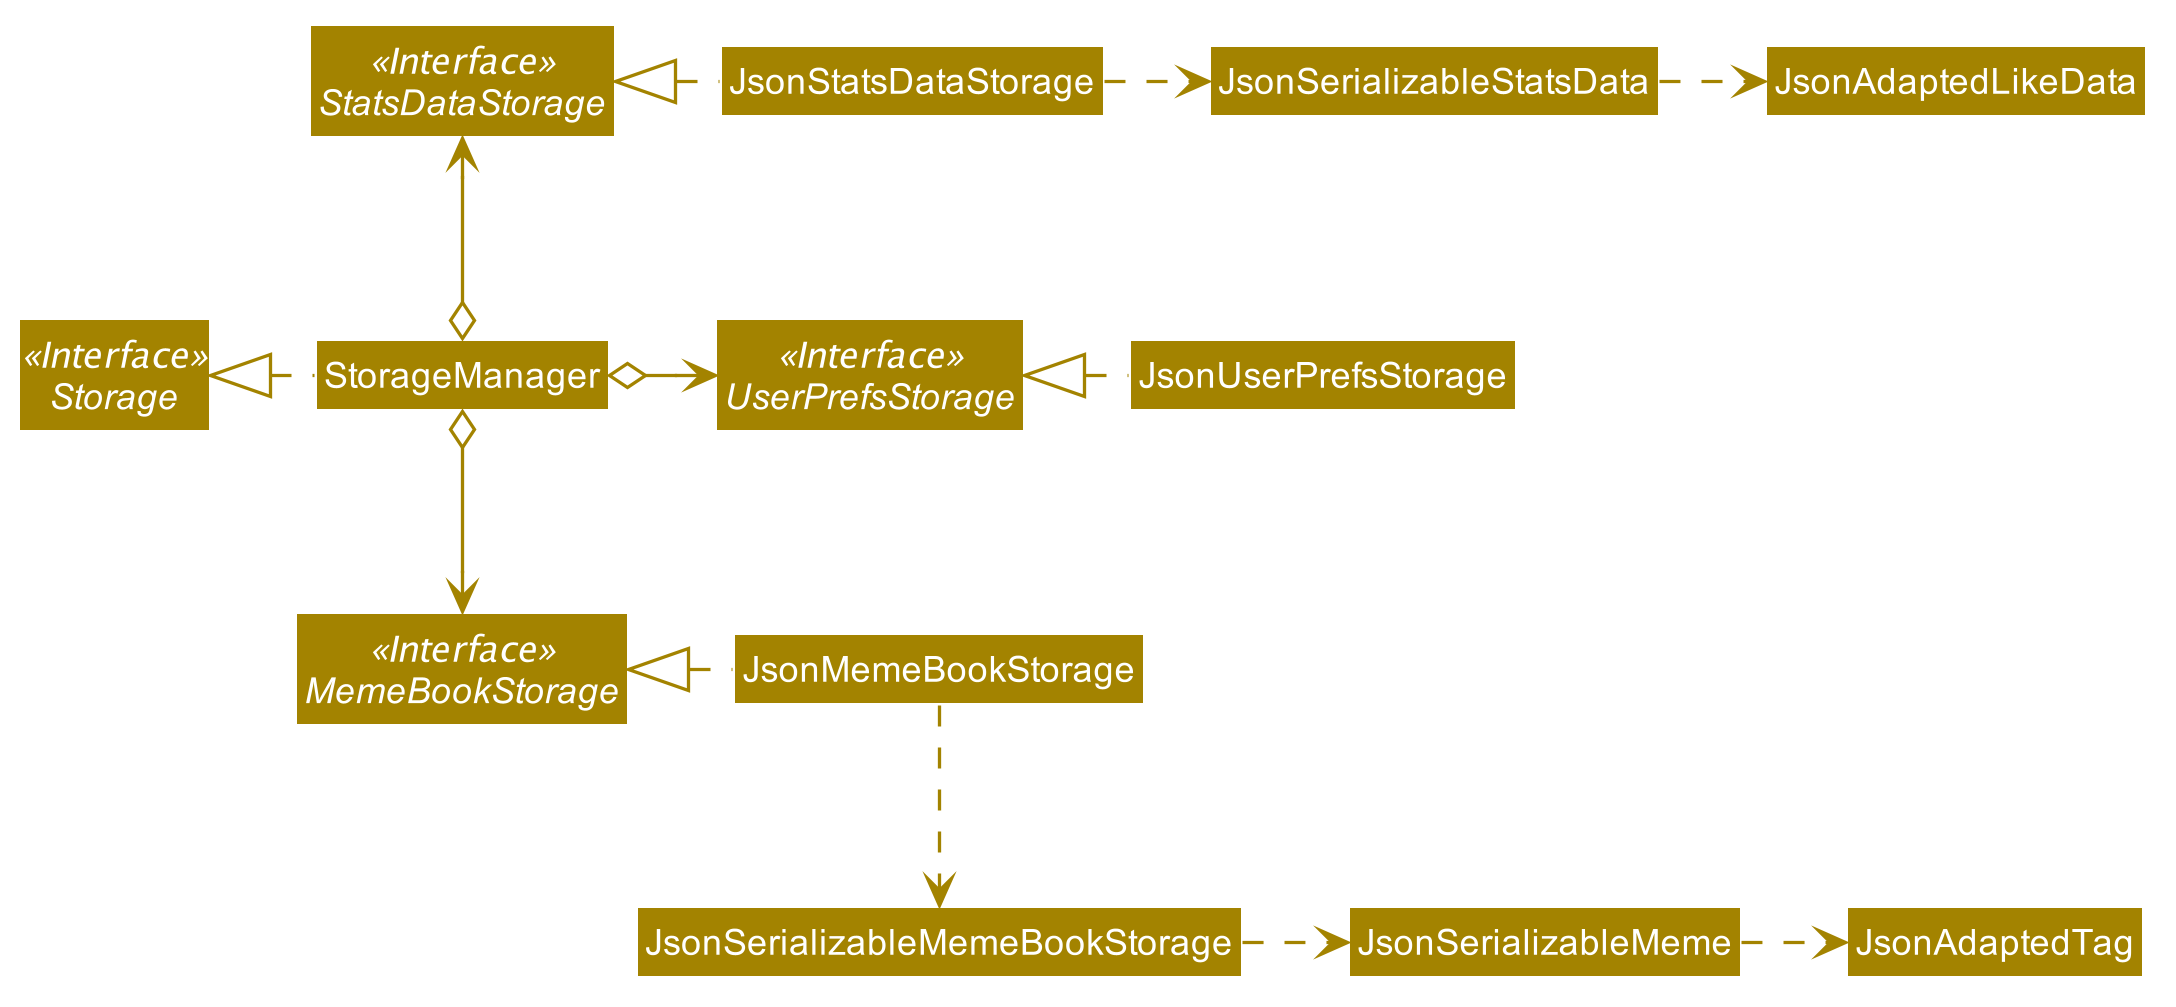 «Interface»
StatsDataStorage
JsonStatsDataStorage
JsonSerializableStatsData
JsonAdaptedLikeData
«Interface»
Storage
StorageManager
«Interface»
UserPrefsStorage
JsonUserPrefsStorage
«Interface»
MemeBookStorage
JsonMemeBookStorage
JsonSerializableMemeBookStorage
JsonSerializableMeme
JsonAdaptedTag